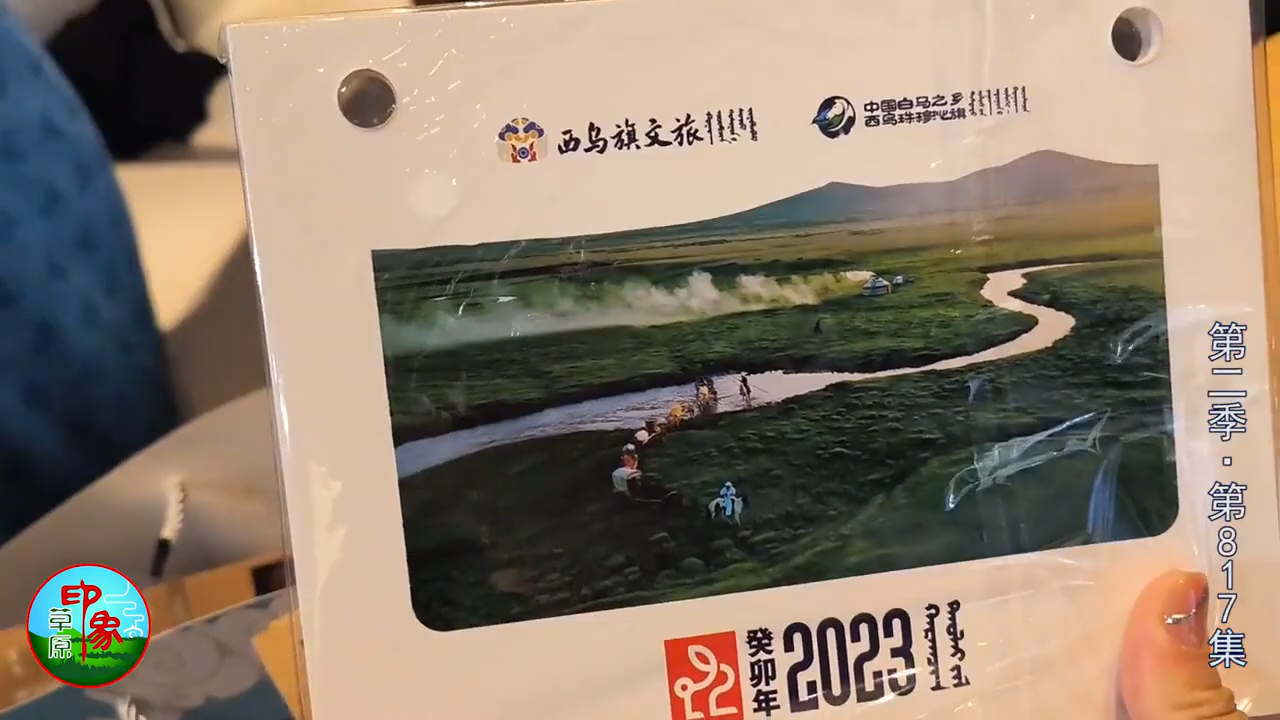 西乌旗文旅
中国白马之乡
西乌珠穆沁旗
癸卯年
2023
第二季·第817集
印象
草原